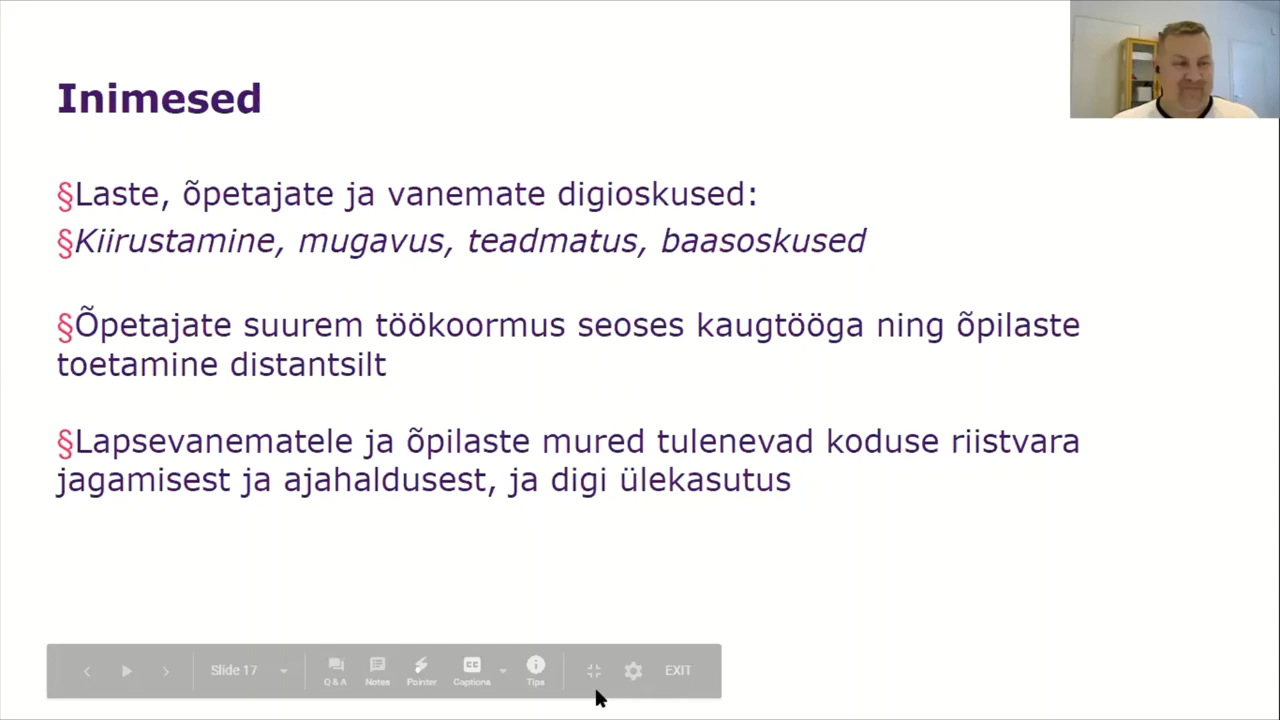 Inimesed
§Laste, õpetajate ja vanemate digioskused:
§Kiirustamine, mugavus, teadmatus, baasoskused
§Õpetajate suurem töökoormus seoses kaugtööga ning õpilaste
toetamine distantsilt
§Lapsevanematele ja õpilaste mured tulenevad koduse riistvara
jagamisest ja ajahaldusest, ja digi ülekasutus
Slide 17
Q & A
Notes
Pointer
CC
Captions
Tips
EXIT